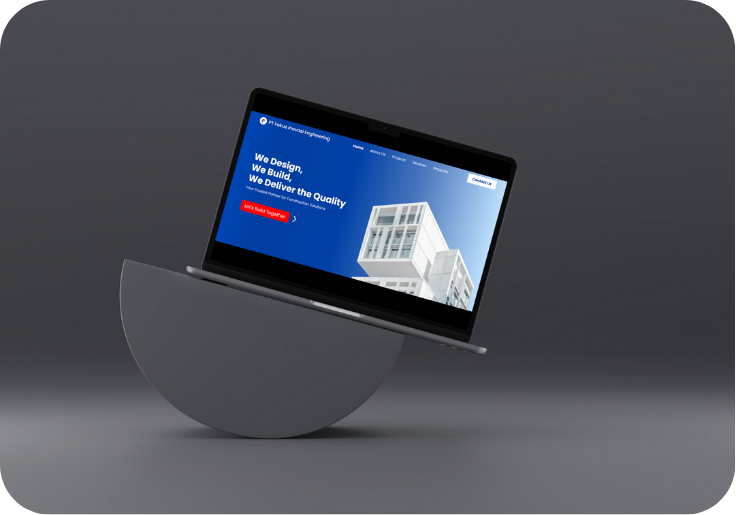 PT Fokus Inovasi Engineering
Home
About Us
Projects
Services
Products
Contact Us
We Design,
We Build,
We Deliver the Quality
Your Trusted Partner for Construction Solutions
Let's Build Together